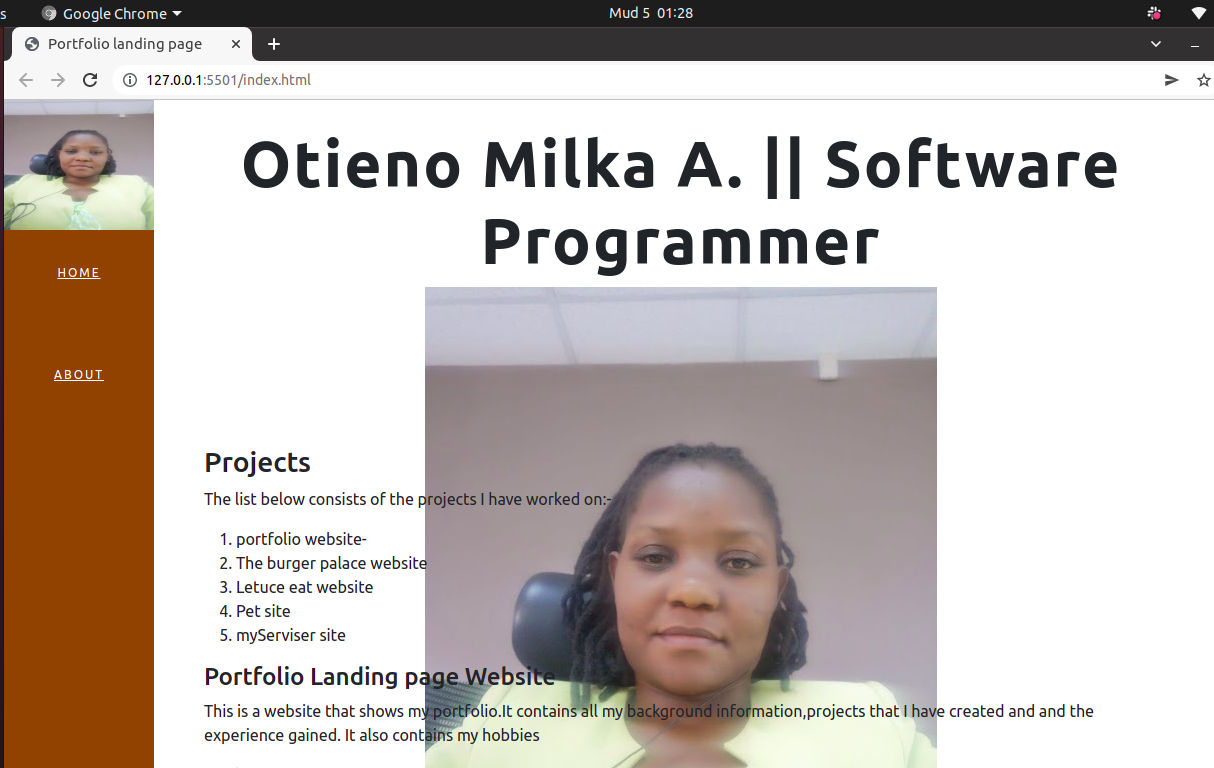 s
Google Chrome
Mud 5 01:28
Portfolio landing page
127.0.0.1:5501/index.html
Otieno Milka A. || Software
Programmer
HOME
ABOUT
Projects
The list below consists of the projects I have worked on:-
1. portfolio website-
2. The burger palace website
3. Letuce eat website
4. Pet site
5. myServiser site
Portfolio Landing page Website
This is a website that shows my portfolio.It contains all my background information,projects that I have created and and the
experience gained. It also contains my hobbies